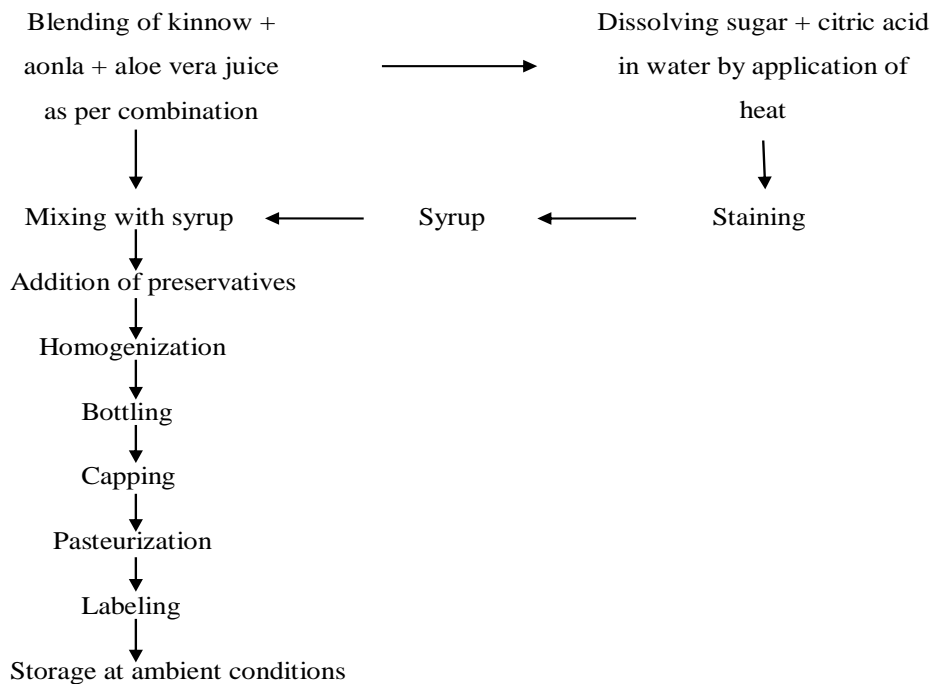 Blending of kinnow +
aonla + aloe vera juice
as per combination
Dissolving sugar + citric acid
in water by application of
heat
Mixing with syrup
Syrup
Staining
Addition of preservatives
Homogenization
Bottling
Capping
Pasteurization
Labeling
Storage at ambient conditions